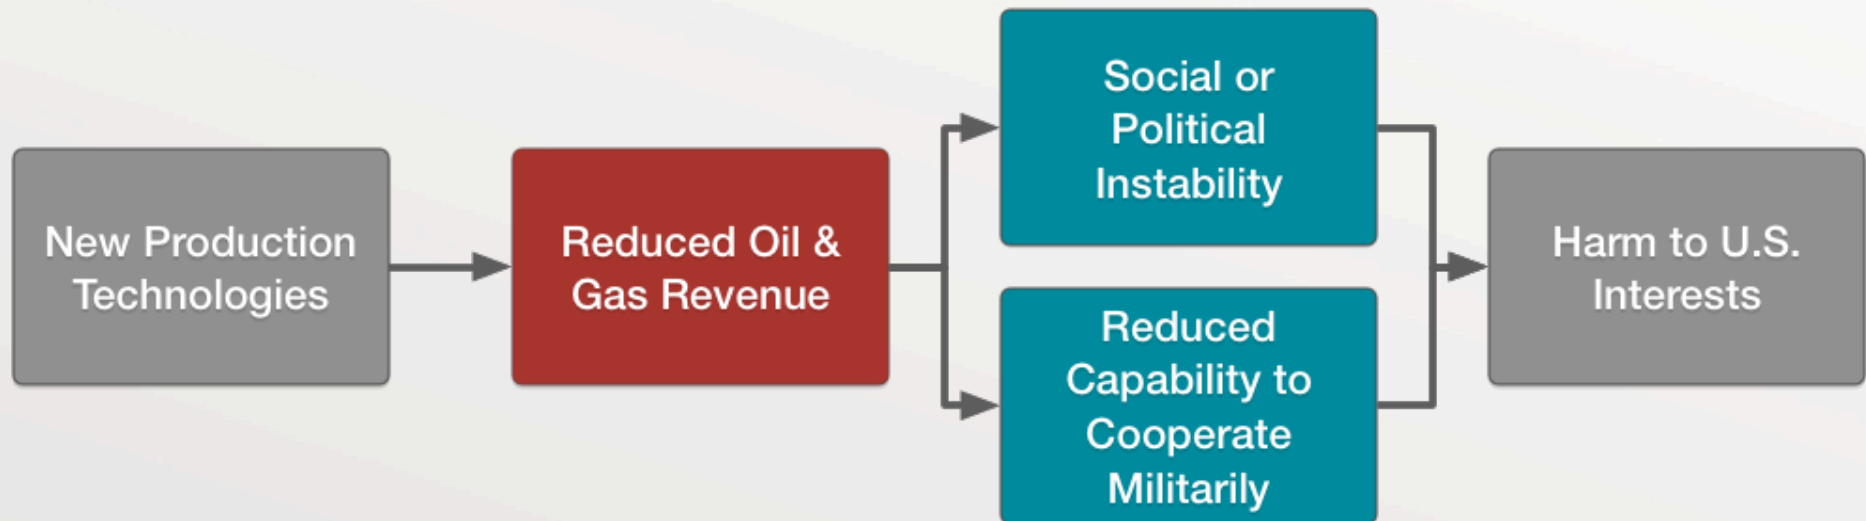 New Production
Technologies
Reduced Oil &
Gas Revenue
Social or
Political
Instability
Reduced
Capability to
Cooperate
Militarily
Harm to U.S.
Interests